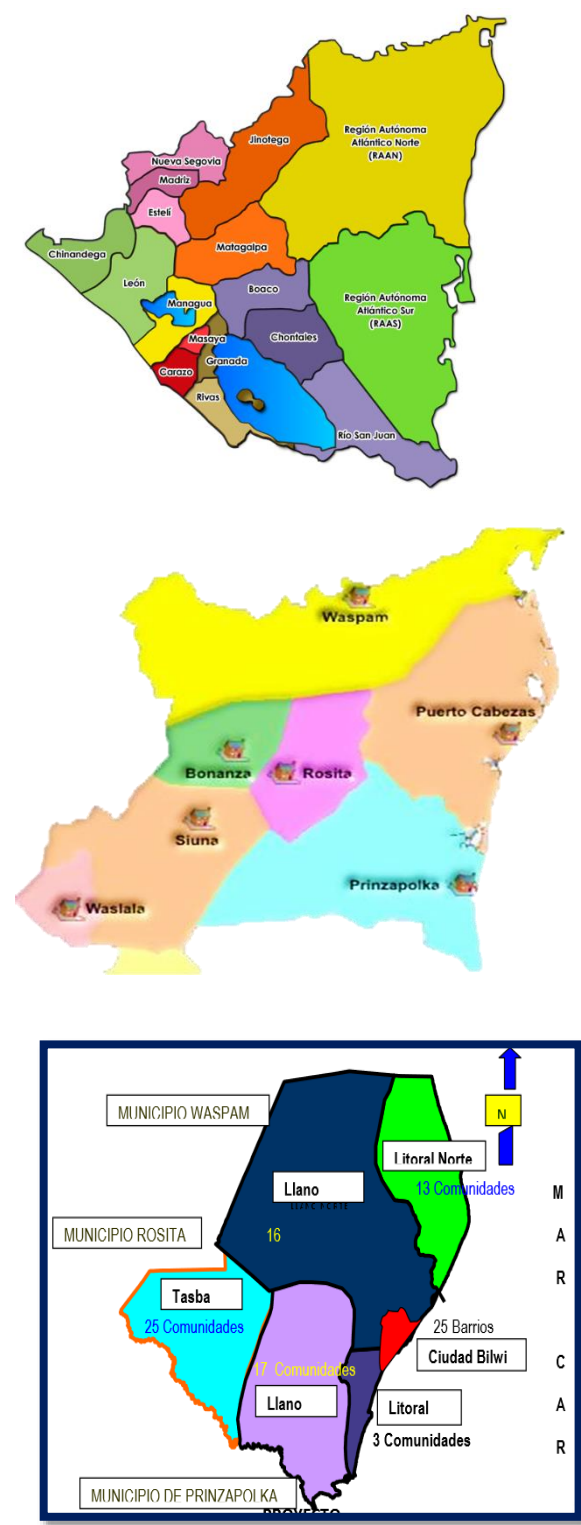 Jinotega
Región Autónoma
Atlántico Norte
(RAAN)
Nueva Segovia
Madriz
Estelí
Chinandega
León
Matagalpa
Boaco
Managua
Región Autónoma
Atlántico Sur
(RAAS)
Masaya
Chontales
Granada
Carazo
Rivas
Río San Juan
Waspam
Puerto Cabezas
Bonanza
Rosita
Siuna
Prinzapolka
Waslala
MUNICIPIO WASPAM
N
Litoral Norte
13 Comunidades
Llano
16
MUNICIPIO ROSITA
Tasba
25 Comunidades
25 Barrios
Ciudad Bilwi
17 Comunidades
Llano
Litoral
3 Comunidades
MUNICIPIO DE PRINZAPOLKA
PROYECTO
M
A
R
C
A
R